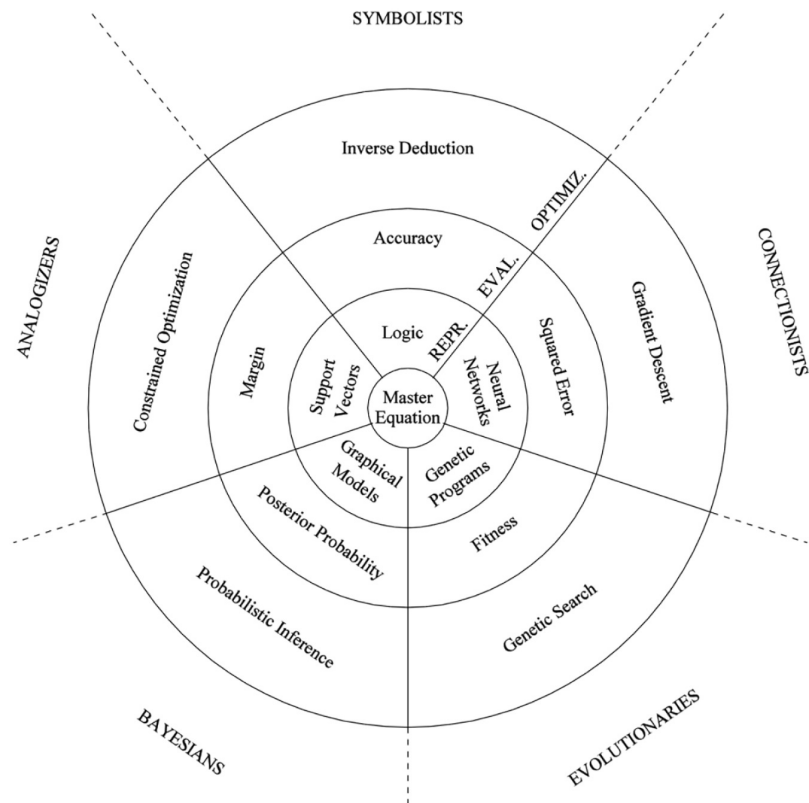 SYMBOLISTS
Inverse Deduction
OPTIMIZ.
Accuracy
EVAL.
Logic
REPR.
ANALOGIZERS
Constrained Optimization
Margin
Support
Vectors
Master
Equation
Neural
Networks
Squared Error
Gradient Descent
CONNECTIONISTS
Graphical
Models
Genetic
Programs
Posterior Probability
Fitness
Probabilistic Inference
Genetic Search
BAYESIANS
EVOLUTIONARIES